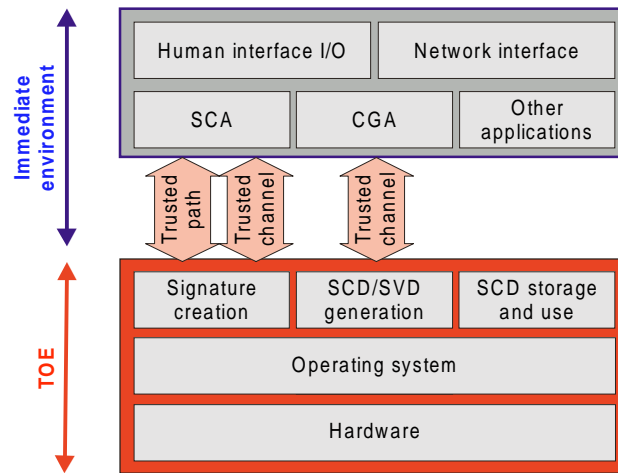 Immediate
environment
Human interface I/O
Network interface
SCA
CGA
Other
applications
Trusted
path
Trusted
channel
Trusted
channel
TOE
Signature
creation
SCD/SVD
generation
SCD storage
and use
Operating system
Hardware